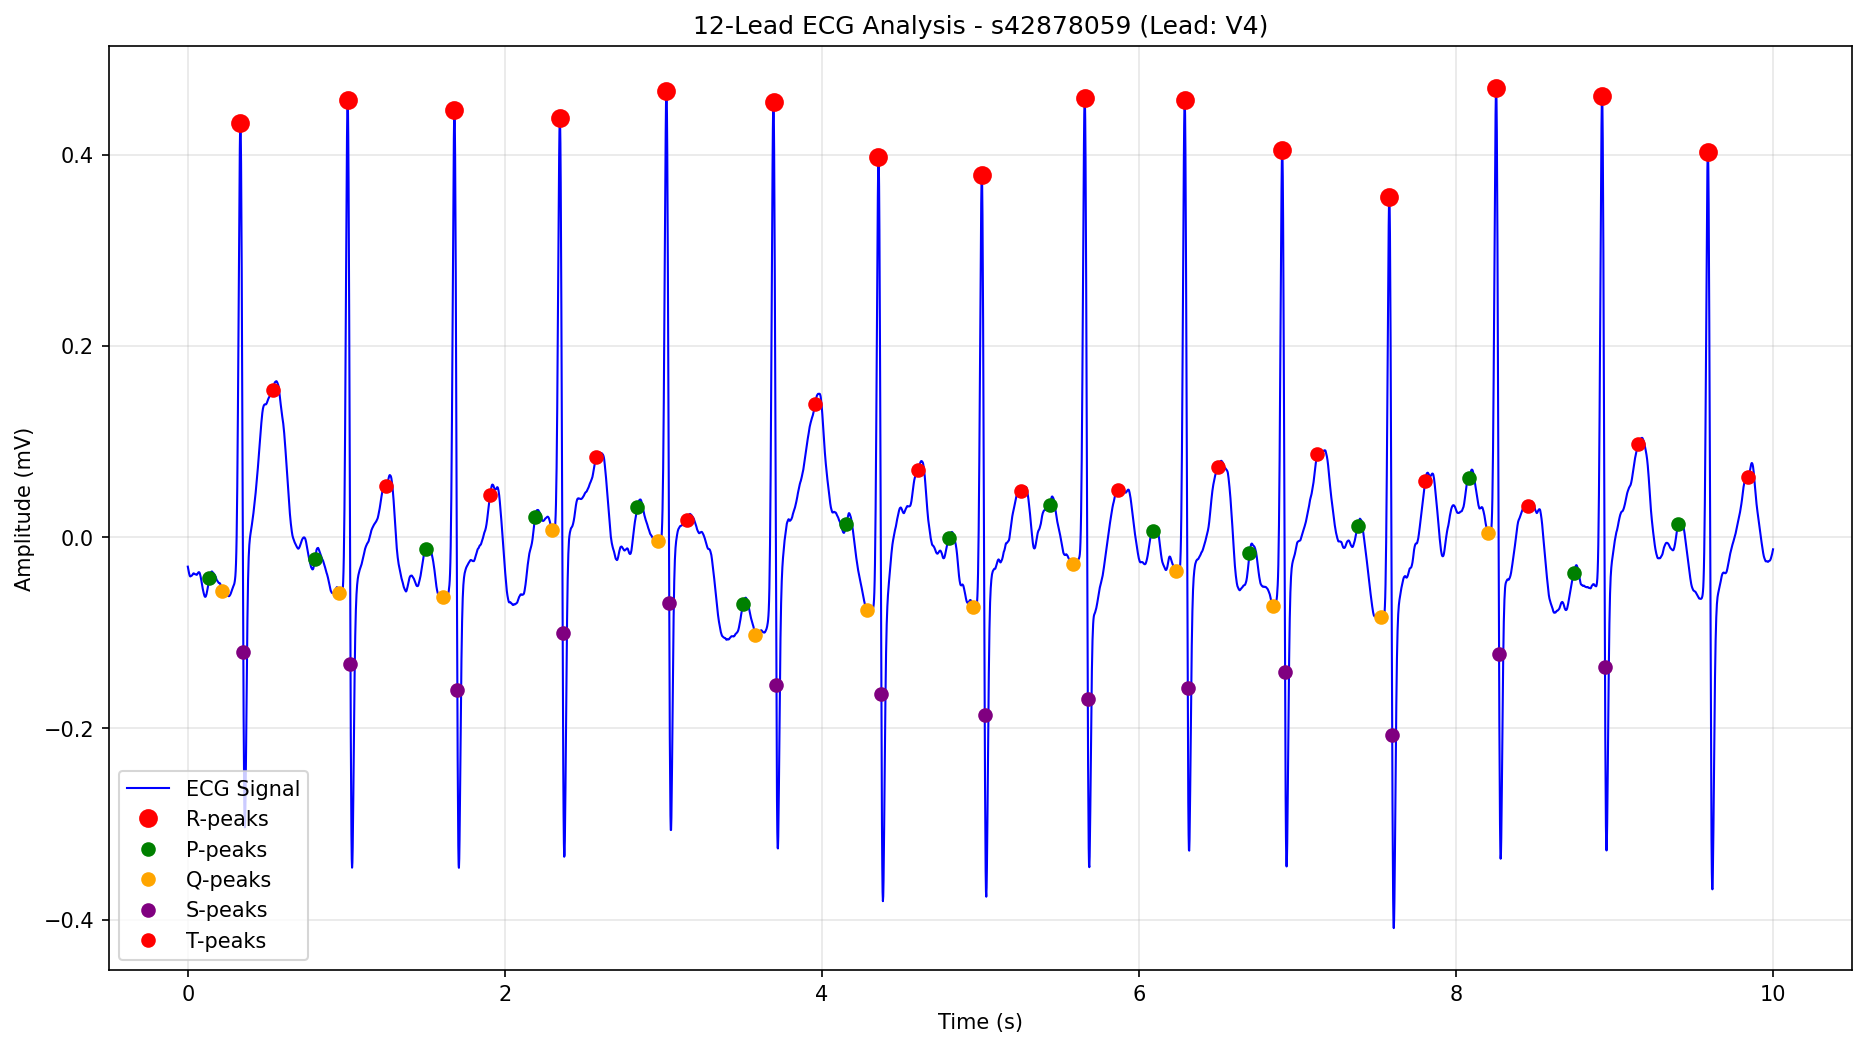 12-Lead ECG Analysis - s42878059 (Lead: V4)
Amplitude (mV)
0.4
0.2
0.0
−0.2
−0.4
ECG Signal
R-peaks
P-peaks
Q-peaks
S-peaks
T-peaks
0 2 4 6 8 10
Time (s)